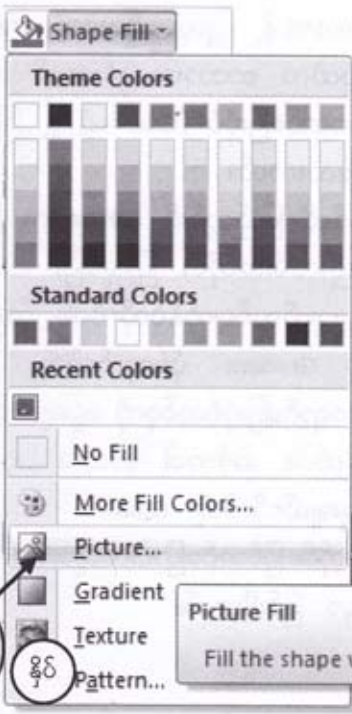 Shape Fill
Theme Colors
Standard Colors
Recent Colors
No Fill
More Fill Colors...
Picture...
Gradient
Picture Fill
Texture
Fill the shape
Pattern...